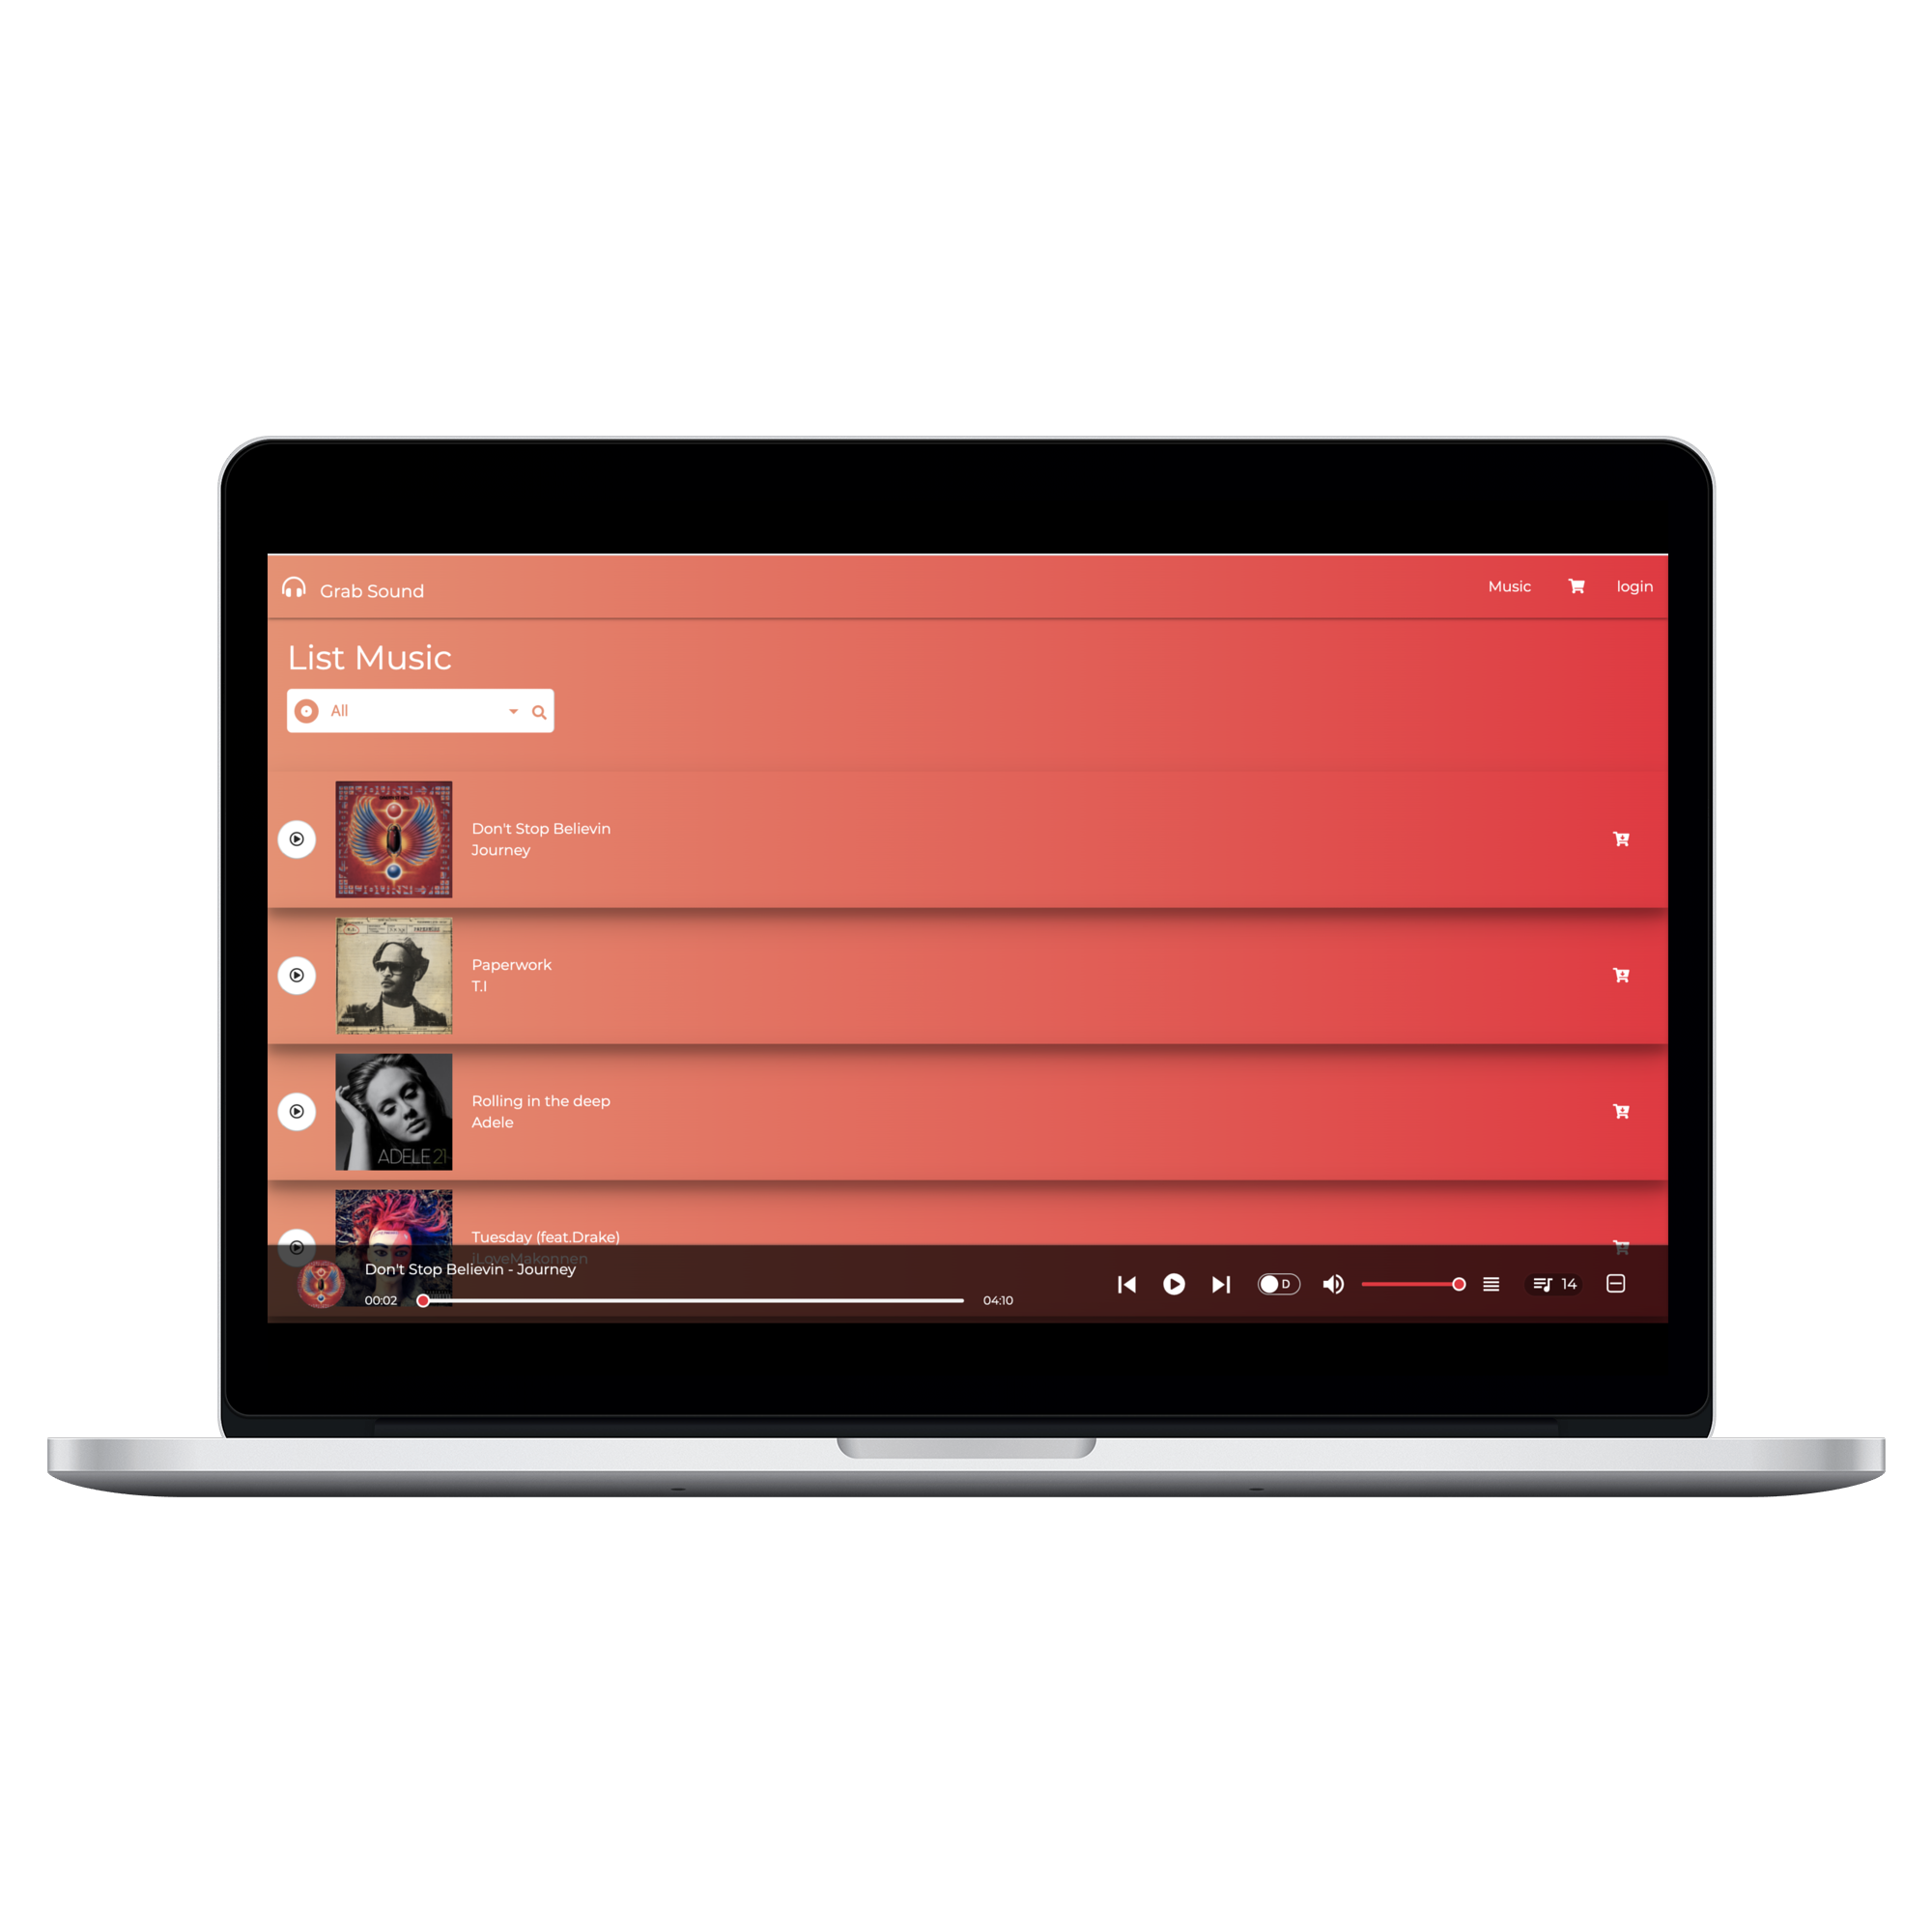 Grab Sound
Music
login
List Music
All
Don't Stop Believin
Journey
Paperwork
T.I
Rolling in the deep
Adele
ADELE 21
Tuesday (feat.Drake)
iLoveMakonnen
Don't Stop Believin - Journey
00:02
04:10
D
14